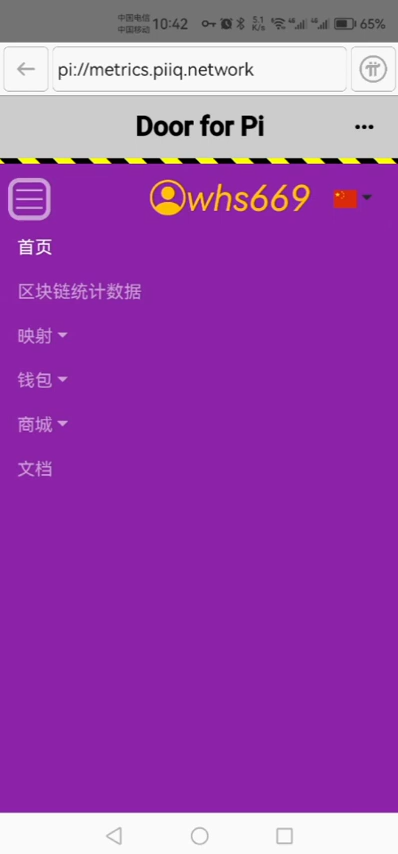 中国电信
中国移动
10:42
5.1
K/s
65%
pi://metrics.piiq.network
Door for Pi
whs669
首页
区块链统计数据
映射
钱包
商城
文档